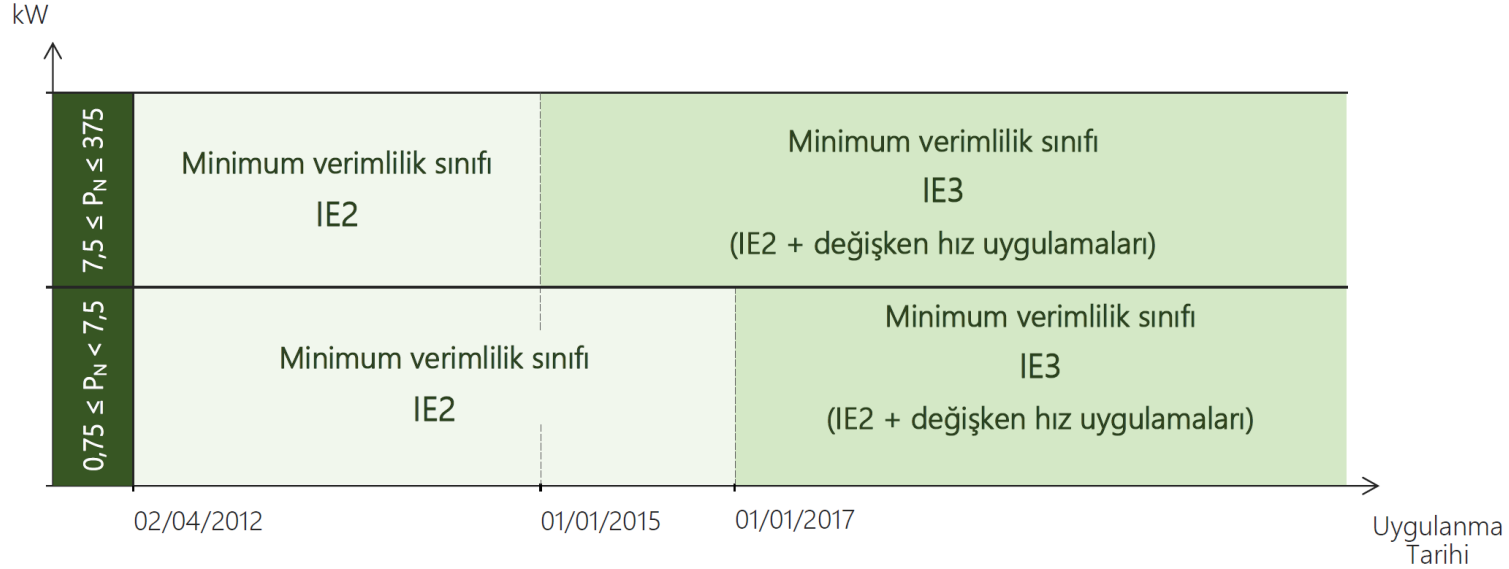 kW
7,5 ≤ PN ≤ 375
Minimum verimlilik sınıfı
IE2
Minimum verimlilik sınıfı
IE3
(IE2 + değişken hız uygulamaları)
0,75 ≤ PN < 7,5
Minimum verimlilik sınıfı
IE2
Minimum verimlilik sınıfı
IE3
(IE2 + değişken hız uygulamaları)
02/04/2012
01/01/2015
01/01/2017
Uygulanma
Tarihi